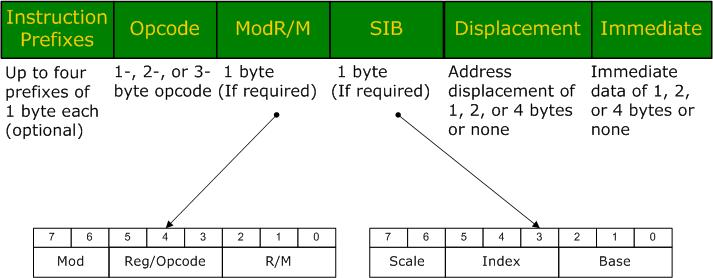 Instruction Prefixes Opcode ModR/M SIB Displacement Immediate
Up to four
prefixes of
1 byte each
(optional)
1-, 2-, or 3-
byte opcode
1 byte
(If required)
1 byte
(If required)
Address
displacement of
1, 2, or 4 bytes
or none
Immediate
data of 1, 2,
or 4 bytes or
none
7 6 5 4 3 2 1 0
Mod Reg/Opcode R/M
7 6 5 4 3 2 1 0
Scale Index Base